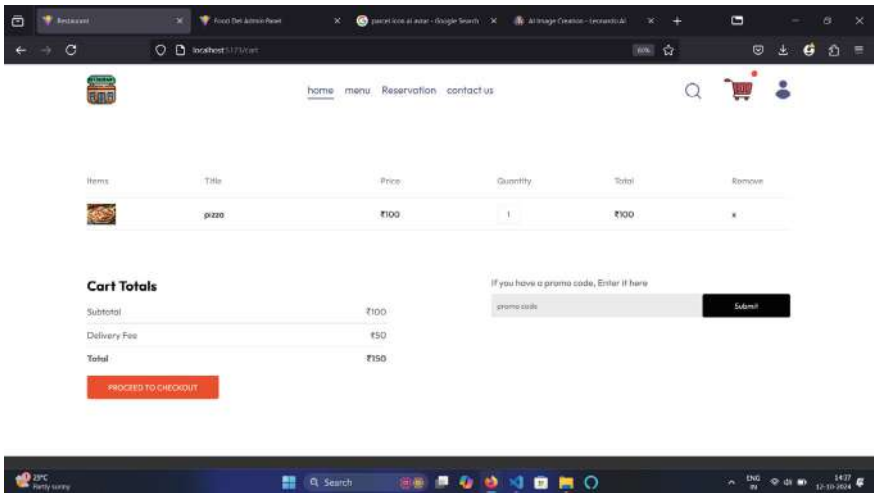 Restaurant
Food Del Admin Panel
parcel icon ai avtar - Google Search
AI Image Creation - Leonardo.Ai
localhost:5173/cart
60%
home menu Reservation contact us
Items Title Price Quantity Total Remove
pizza ₹100 1 ₹100 x
Cart Totals
Subtotal ₹100
Delivery Fee ₹50
Total ₹150
PROCEED TO CHECKOUT
If you have a promo code, Enter it here
promo code
Submit
Partly sunny
Search
ENG
IN
14:37
12-10-2024